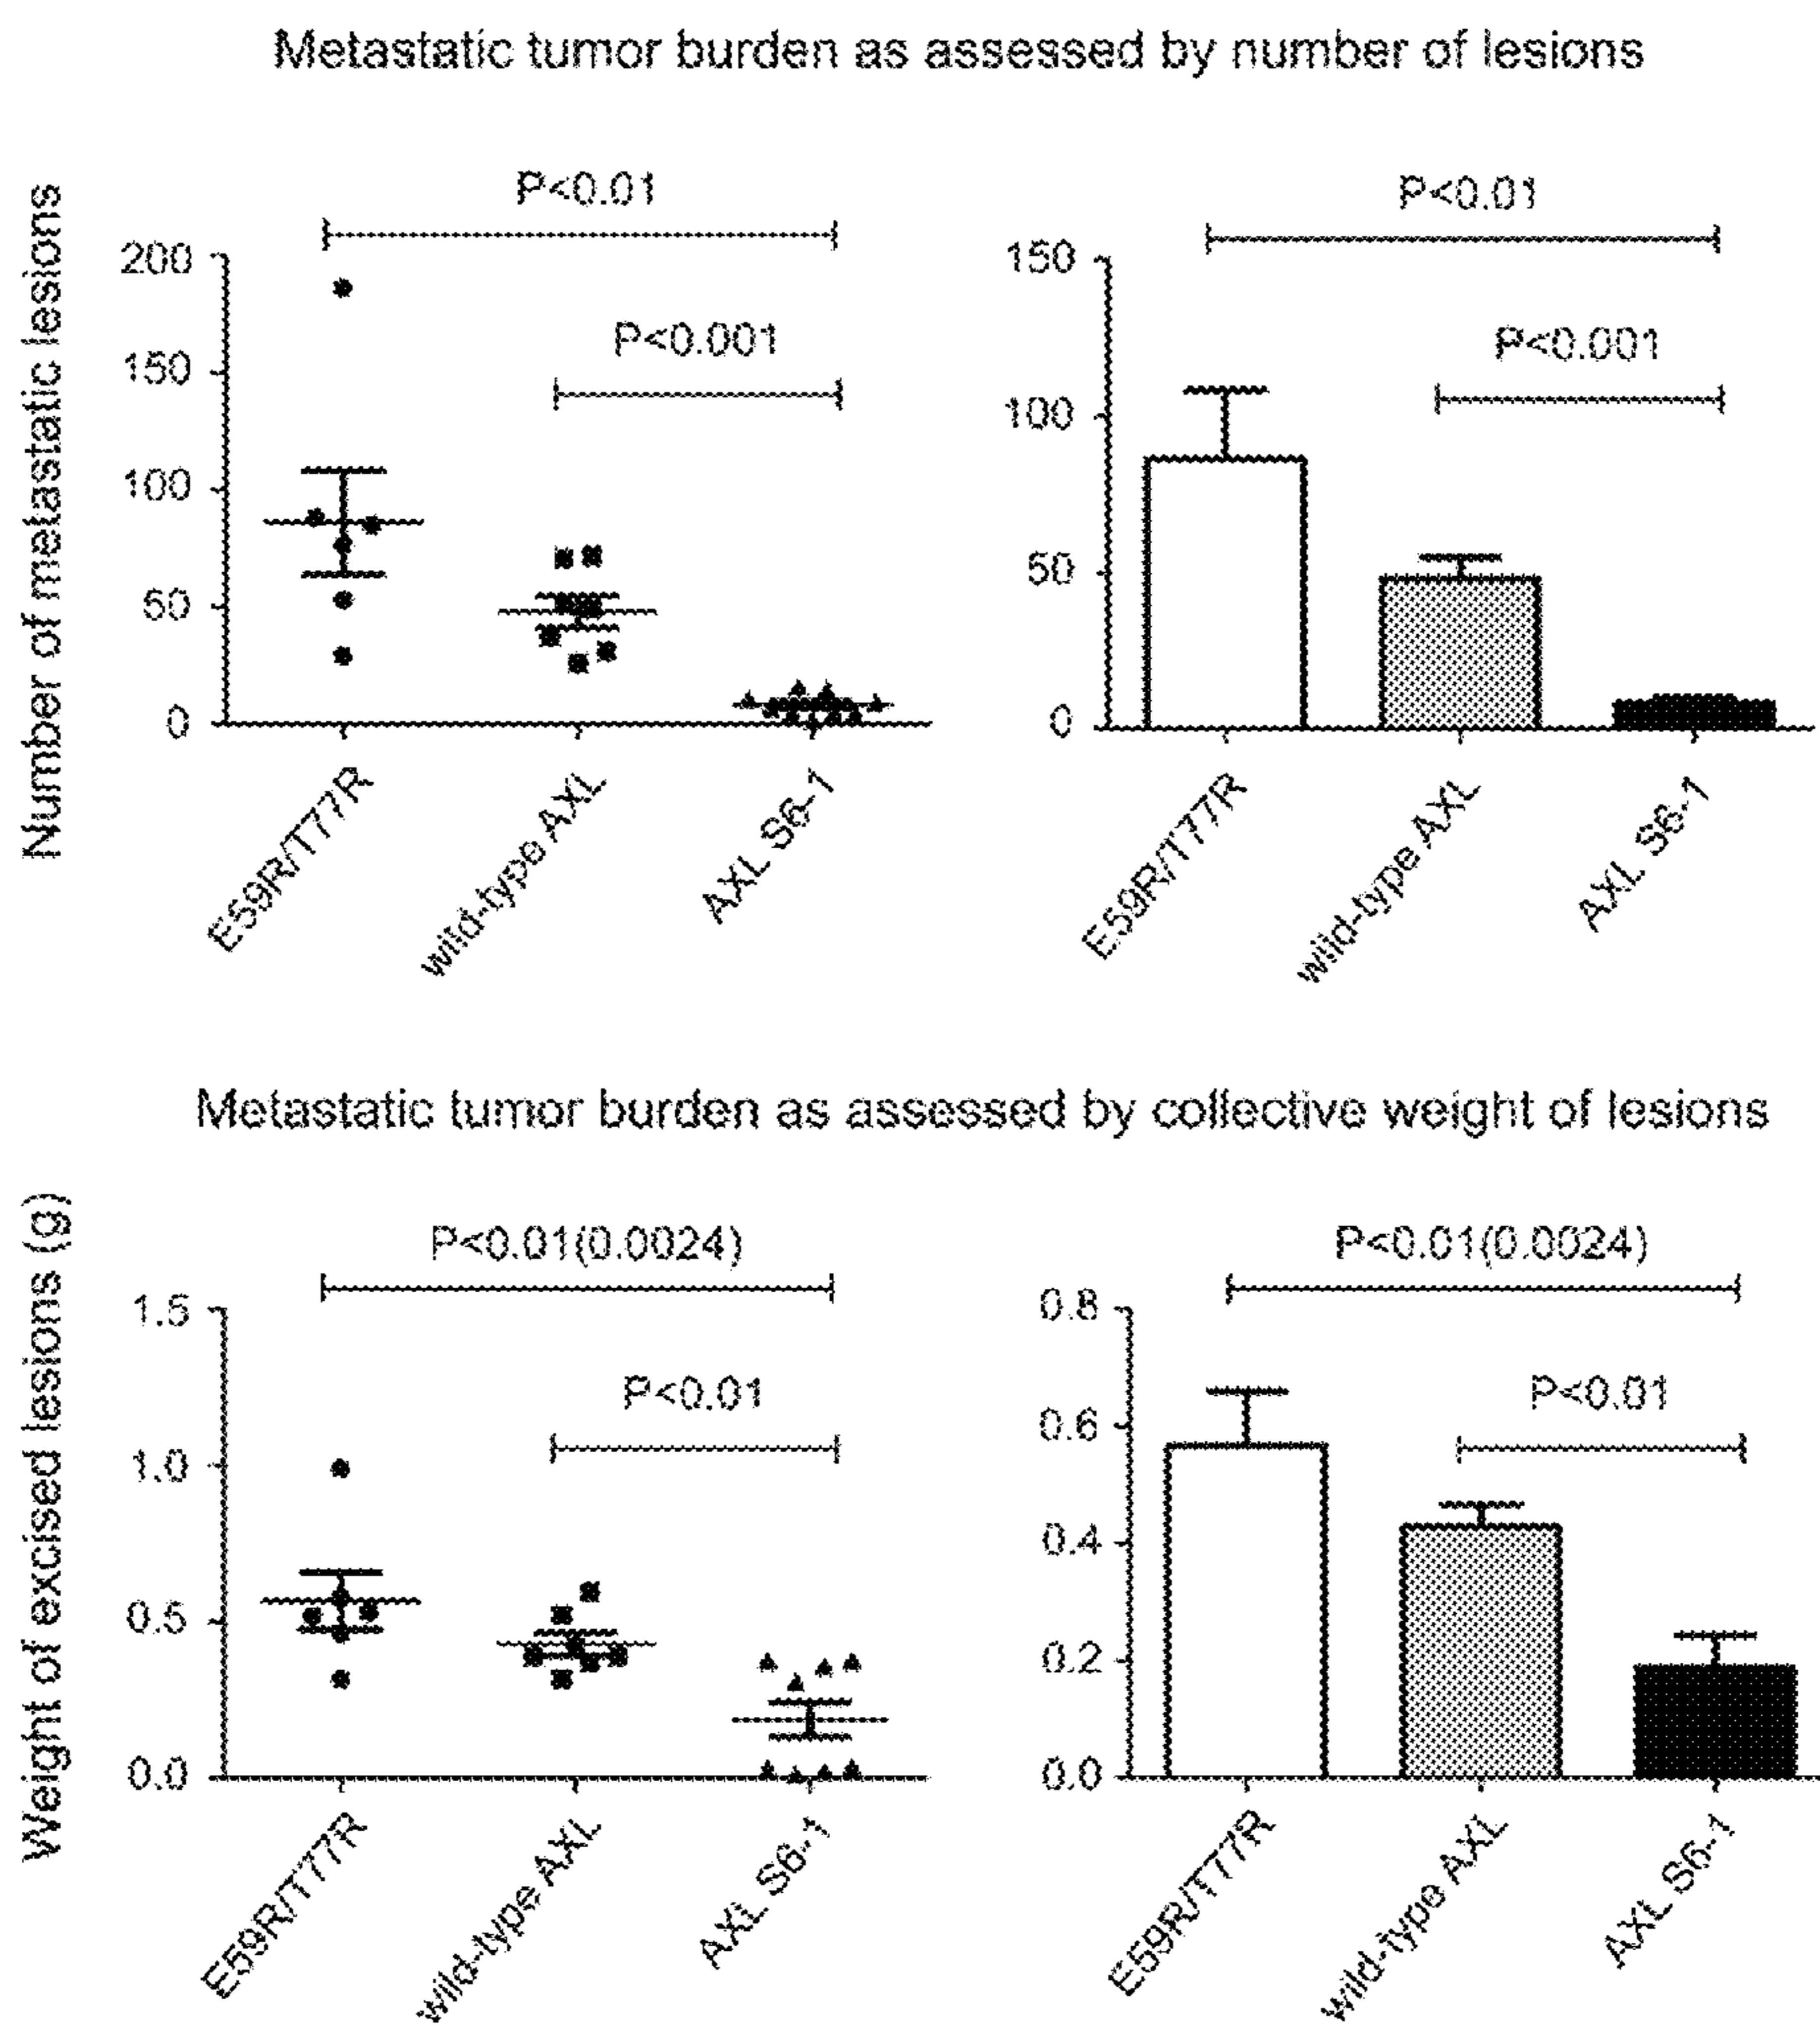 Metastatic tumor burden as assessed by number of lesions
Number of metastatic lesions
P<0.01
P<0.001
200
150
100
50
0
E59R/T77R
wild-type AXL
AXL S6-1
P<0.01
P<0.001
150
100
50
0
E59R/T77R
wild-type AXL
AXL S6-1
Metastatic tumor burden as assessed by collective weight of lesions
Weight of excised lesions (g)
P<0.01(0.0024)
P<0.01
1.5
1.0
0.5
0.0
E59R/T77R
wild-type AXL
AXL S6-1
P<0.01(0.0024)
P<0.01
0.8
0.6
0.4
0.2
0.0
E59R/T77R
wild-type AXL
AXL S6-1